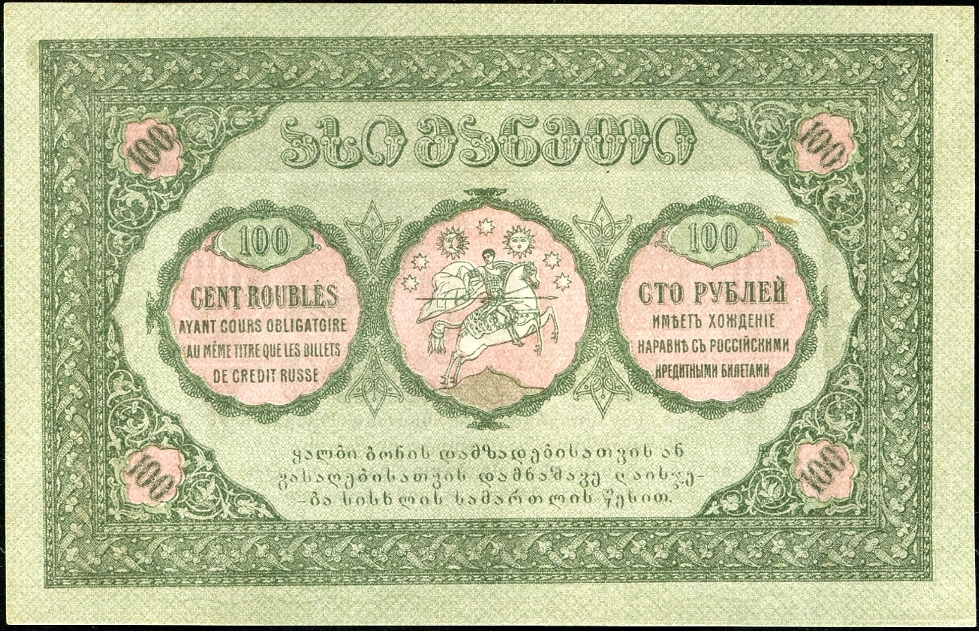 100
100
ასი მანეთი
100
CENT ROUBLES
AYANT COURS OBLIGATOIRE
AU MÊME TITRE QUE LES BILLETS
DE CREDIT RUSSE
100
СТО РУБЛЕЙ
ИМѢЕТЪ ХОЖДЕНІЕ
НАРАВНѢ СЪ РОССІЙСКИМИ
КРЕДИТНЫМИ БИЛЕТАМИ
ყალბი ბონის დამზადებისათვის ან
გასაღებისათვის დამნაშავე დაისჯე-
-ბა სისხლის სამართლის წესით.
100
100